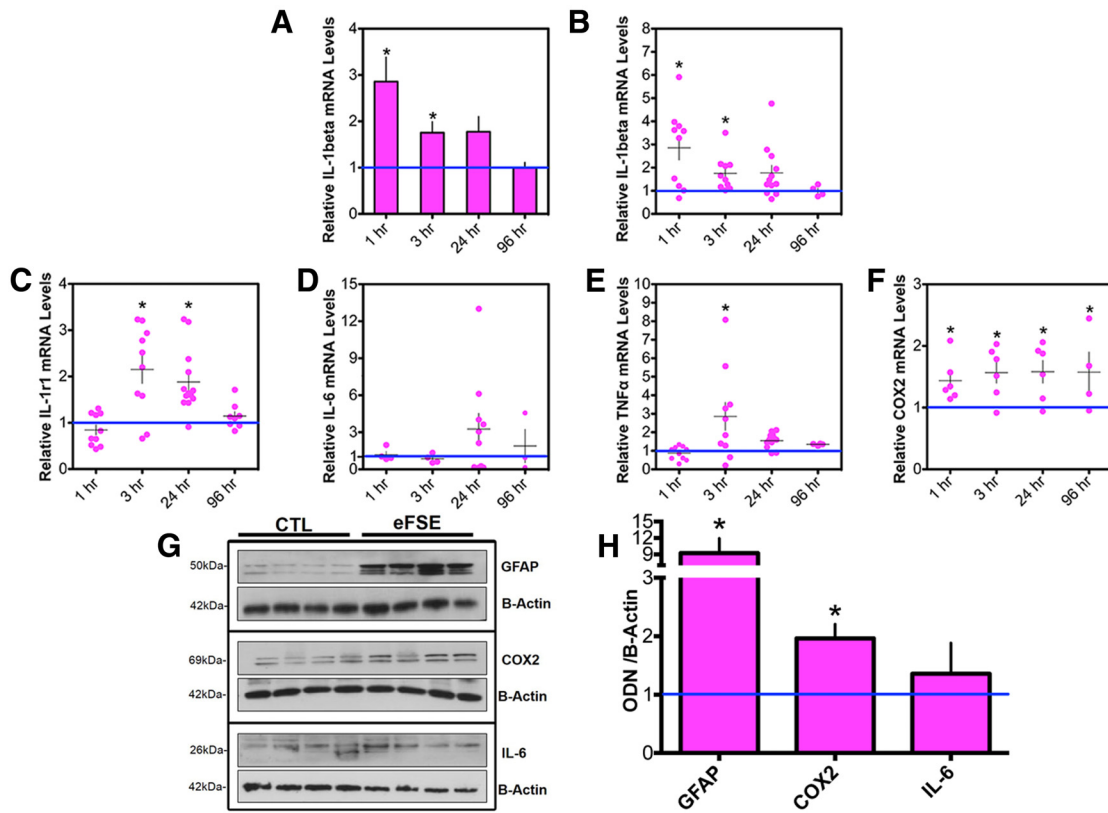 A
Relative IL-1beta mRNA Levels
4
3
2
1
0
*
*
1 hr
3 hr
24 hr
96 hr
B
Relative IL-1beta mRNA Levels
8
7
6
5
4
3
2
1
0
*
*
1 hr
3 hr
24 hr
96 hr
C
Relative IL-1r1 mRNA Levels
4
3
2
1
0
*
*
1 hr
3 hr
24 hr
96 hr
D
Relative IL-6 mRNA Levels
15
12
9
6
3
1
0
1 hr
3 hr
24 hr
96 hr
E
Relative TNFα mRNA Levels
10
9
8
7
6
5
4
3
2
1
0
*
1 hr
3 hr
24 hr
96 hr
F
Relative COX2 mRNA Levels
3
2
1
0
*
*
*
*
1 hr
3 hr
24 hr
96 hr
G
CTL
eFSE
50kDa-
GFAP
42kDa-
B-Actin
69kDa-
COX2
42kDa-
B-Actin
26kDa-
IL-6
42kDa-
B-Actin
H
ODN /B-Actin
15
12
9
3
2
1
0
*
*
GFAP
COX2
IL-6